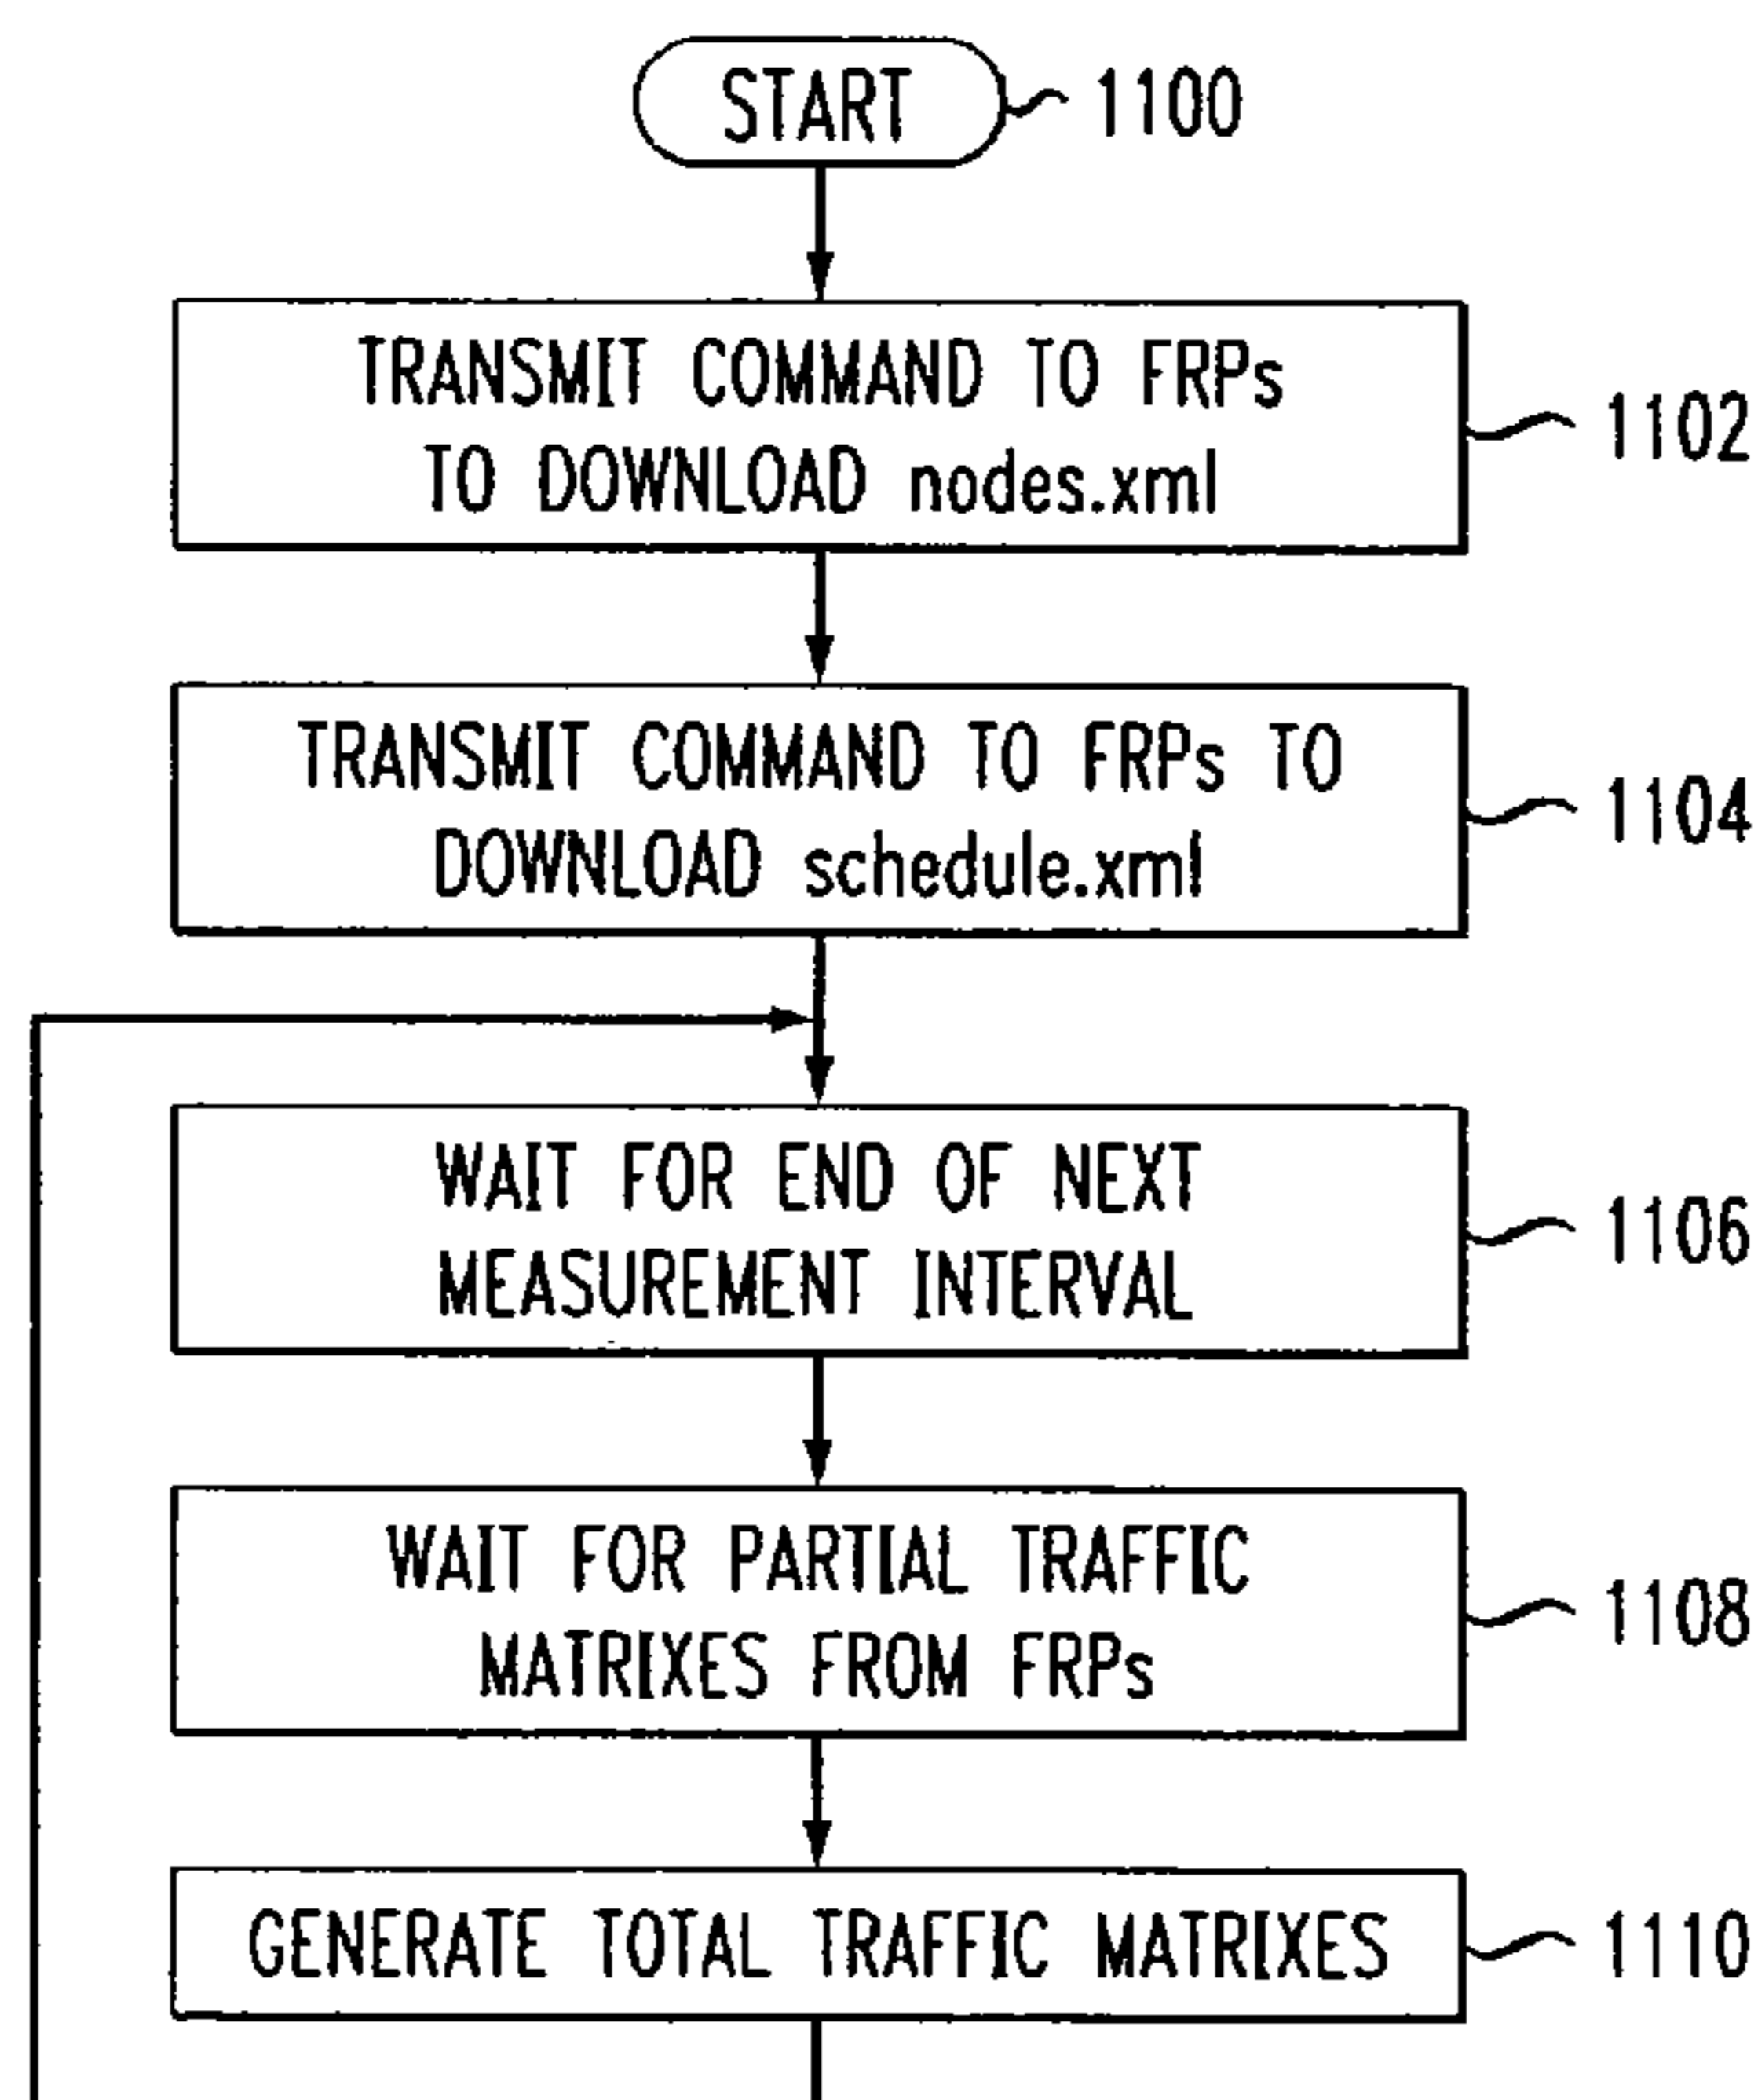 START
1100
TRANSMIT COMMAND TO FRPs
TO DOWNLOAD nodes.xml
1102
TRANSMIT COMMAND TO FRPs TO
DOWNLOAD schedule.xml
1104
WAIT FOR END OF NEXT
MEASUREMENT INTERVAL
1106
WAIT FOR PARTIAL TRAFFIC
MATRIXES FROM FRPs
1108
GENERATE TOTAL TRAFFIC MATRIXES
1110